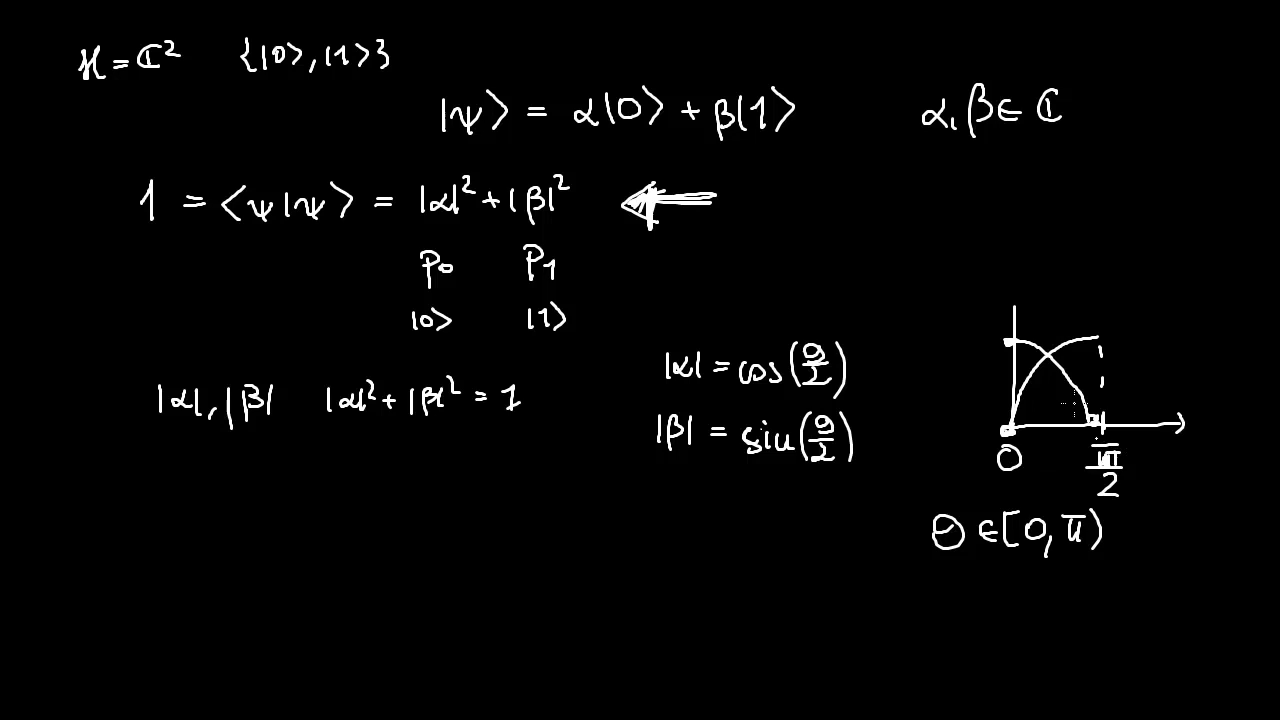 ℋ = ℂ² {|0⟩, |1⟩}
|ψ⟩ = α|0⟩ + β|1⟩ α, β ∈ ℂ
1 = ⟨ψ|ψ⟩ = |α|² + |β|²
p₀ p₁
|0⟩ |1⟩
|α|, |β| |α|² + |β|² = 1
|α| = cos(θ/2)
|β| = sin(θ/2)
0 π/2
θ ∈ [0, π)